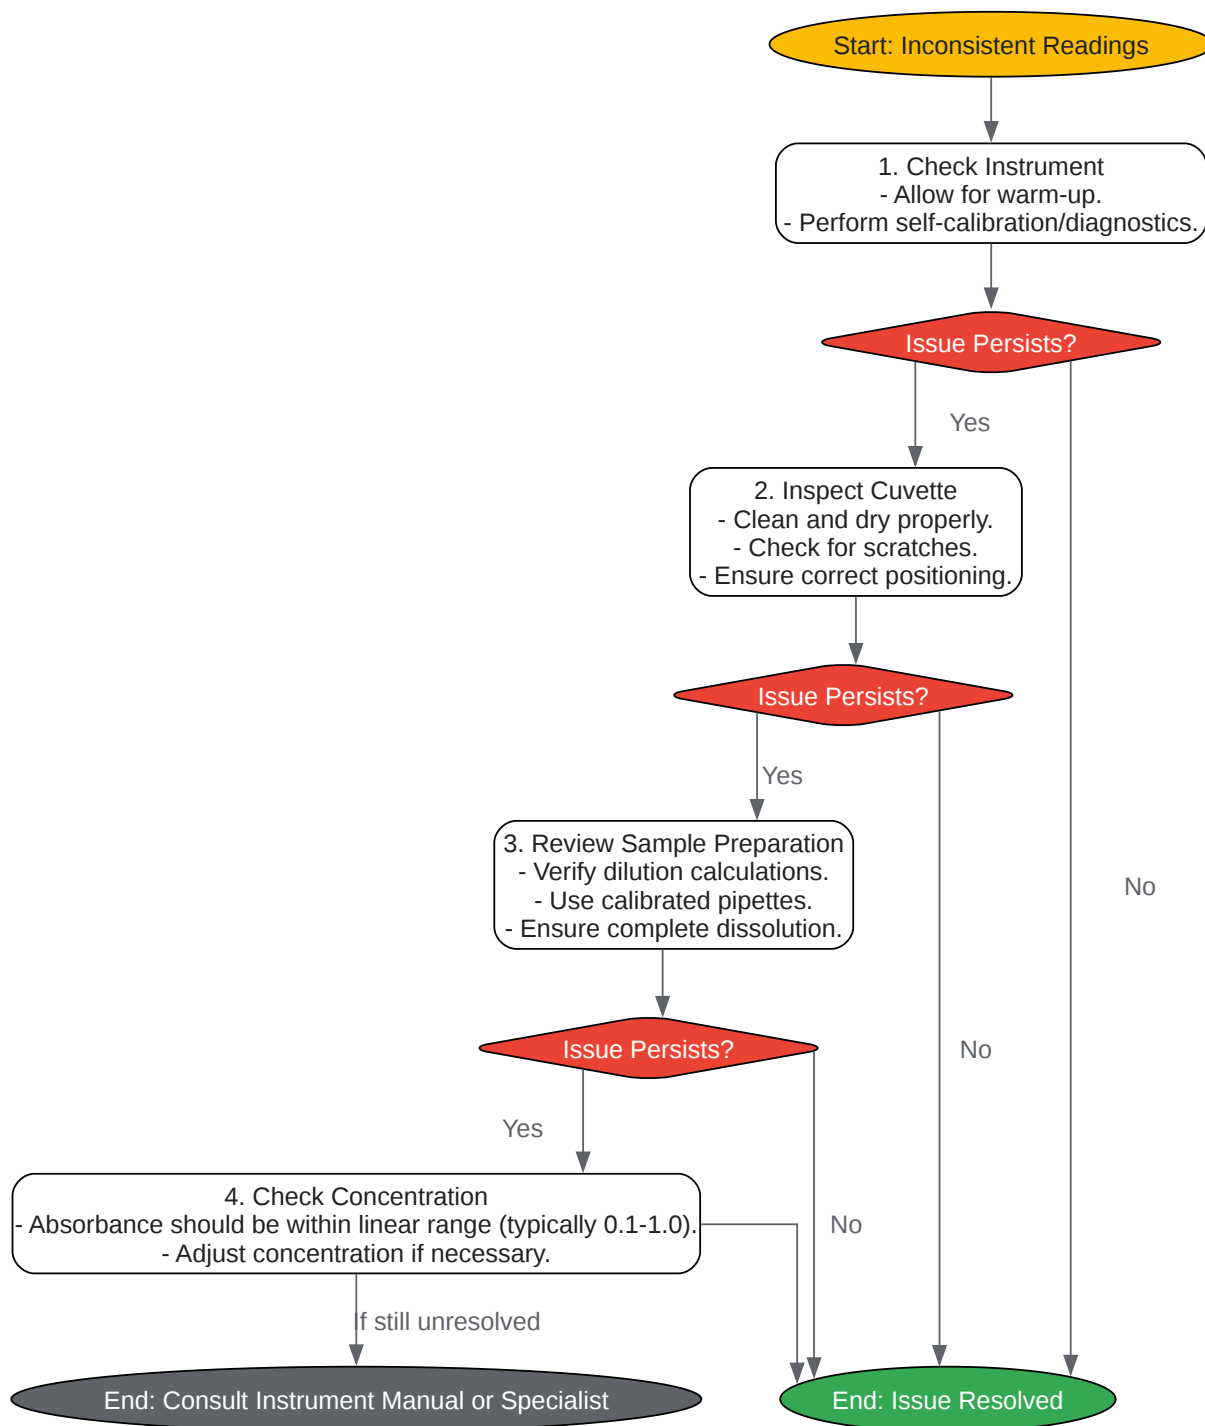 Start: Inconsistent Readings
1. Check Instrument
- Allow for warm-up.
- Perform self-calibration/diagnostics.
Issue Persists?
Yes
2. Inspect Cuvette
- Clean and dry properly.
- Check for scratches.
- Ensure correct positioning.
Issue Persists?
Yes
3. Review Sample Preparation
- Verify dilution calculations.
- Use calibrated pipettes.
- Ensure complete dissolution.
No
Issue Persists?
No
Yes
4. Check Concentration
- Absorbance should be within linear range (typically 0.1-1.0).
- Adjust concentration if necessary.
No
If still unresolved
End: Consult Instrument Manual or Specialist
End: Issue Resolved